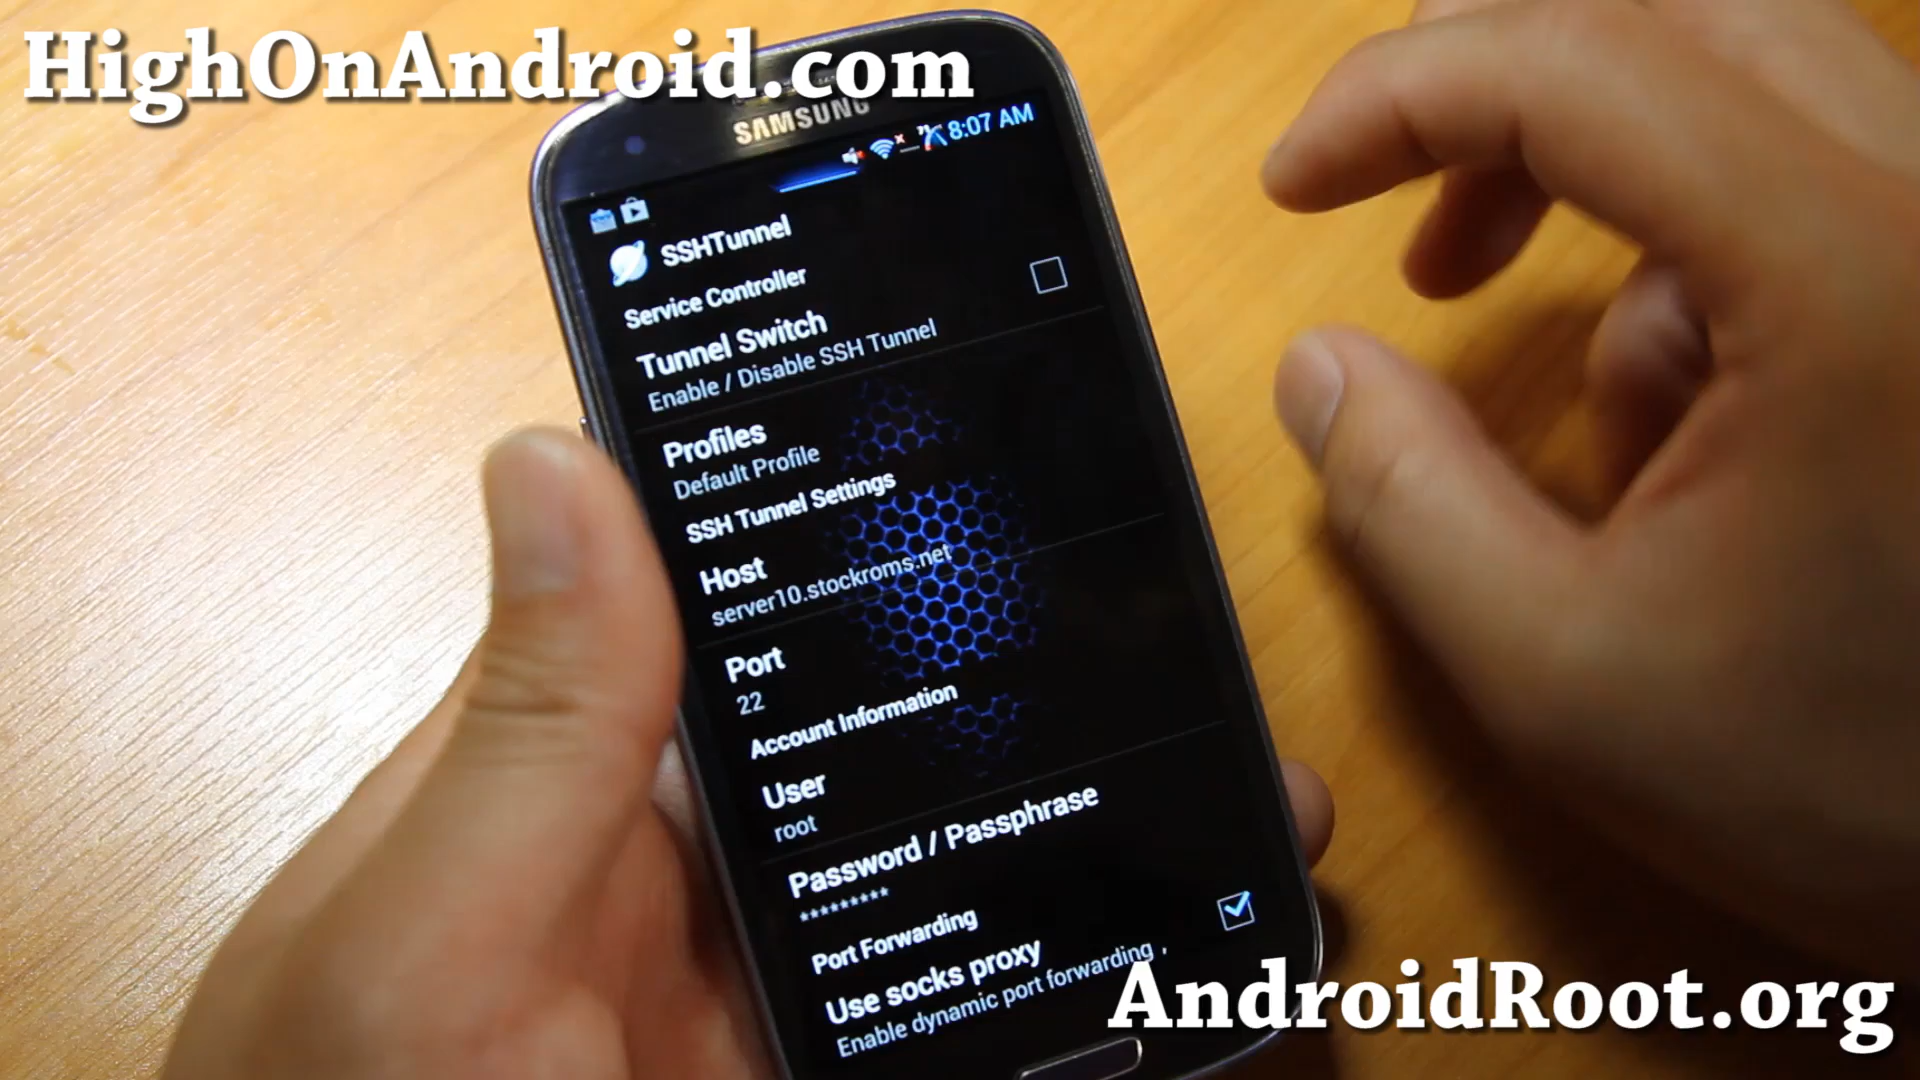 HighOnAndroid.com
SAMSUNG
8:07 AM
SSHTunnel
Service Controller
Tunnel Switch
Enable / Disable SSH Tunnel
Profiles
Default Profile
SSH Tunnel Settings
Host
server10.stockroms.net
Port
22
Account Information
User
root
Password / Passphrase
*********
Port Forwarding
Use socks proxy
Enable dynamic port forwarding ,
AndroidRoot.org